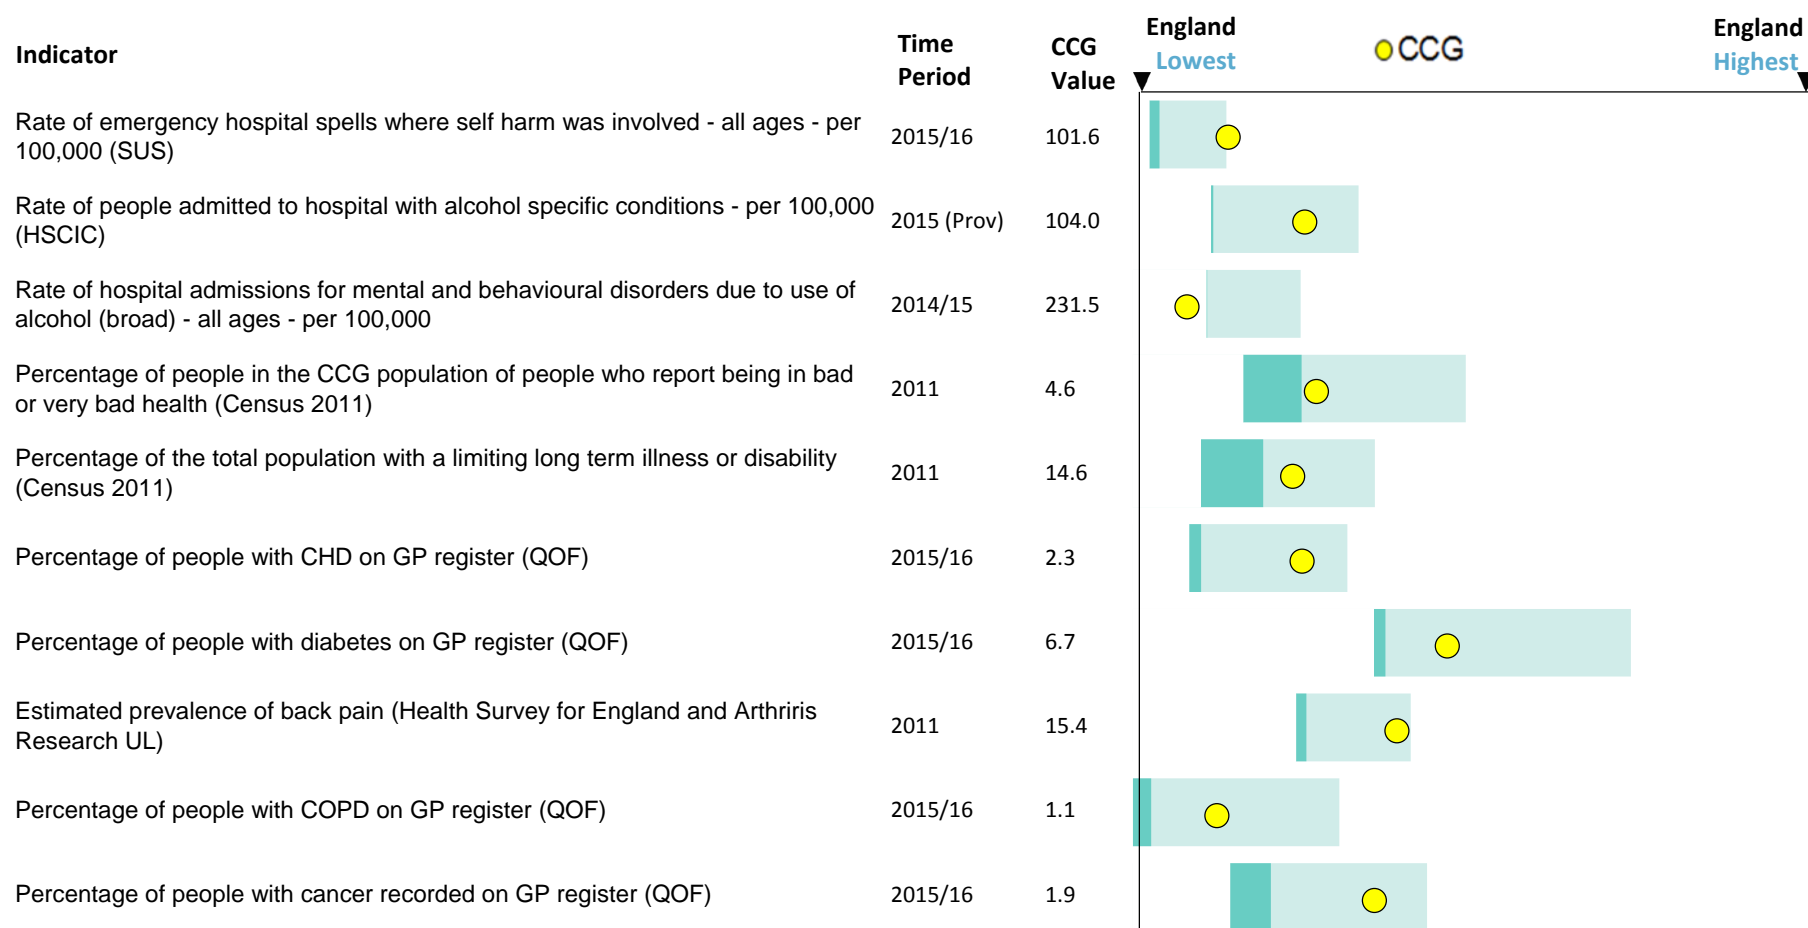 Indicator
Time
Period
CCG
Value
England
Lowest
CCG
England
Highest
Rate of emergency hospital spells where self harm was involved - all ages - per
100,000 (SUS)
2015/16
101.6
Rate of people admitted to hospital with alcohol specific conditions - per 100,000
(HSCIC)
2015 (Prov)
104.0
Rate of hospital admissions for mental and behavioural disorders due to use of
alcohol (broad) - all ages - per 100,000
2014/15
231.5
Percentage of people in the CCG population of people who report being in bad
or very bad health (Census 2011)
2011
4.6
Percentage of the total population with a limiting long term illness or disability
(Census 2011)
2011
14.6
Percentage of people with CHD on GP register (QOF)
2015/16
2.3
Percentage of people with diabetes on GP register (QOF)
2015/16
6.7
Estimated prevalence of back pain (Health Survey for England and Arthriris
Research UL)
2011
15.4
Percentage of people with COPD on GP register (QOF)
2015/16
1.1
Percentage of people with cancer recorded on GP register (QOF)
2015/16
1.9